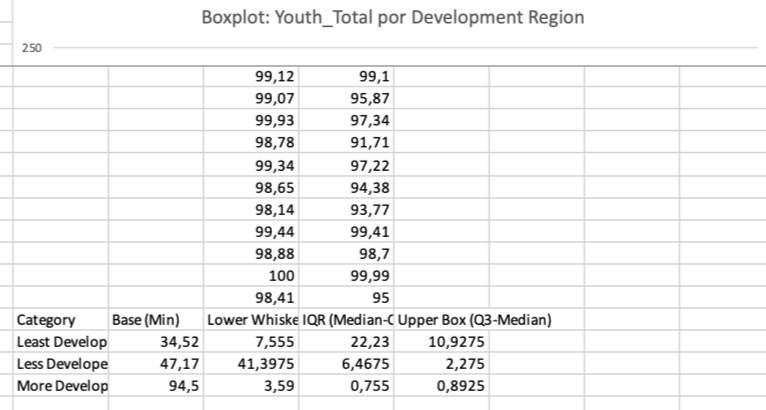 Boxplot: Youth_Total por Development Region
250
99,12 99,1
99,07 95,87
99,93 97,34
98,78 91,71
99,34 97,22
98,65 94,38
98,14 93,77
99,44 99,41
98,88 98,7
100 99,99
98,41 95
Category Base (Min) Lower Whiske IQR (Median-C Upper Box (Q3-Median)
Least Develop 34,52 7,555 22,23 10,9275
Less Develope 47,17 41,3975 6,4675 2,275
More Develop 94,5 3,59 0,755 0,8925